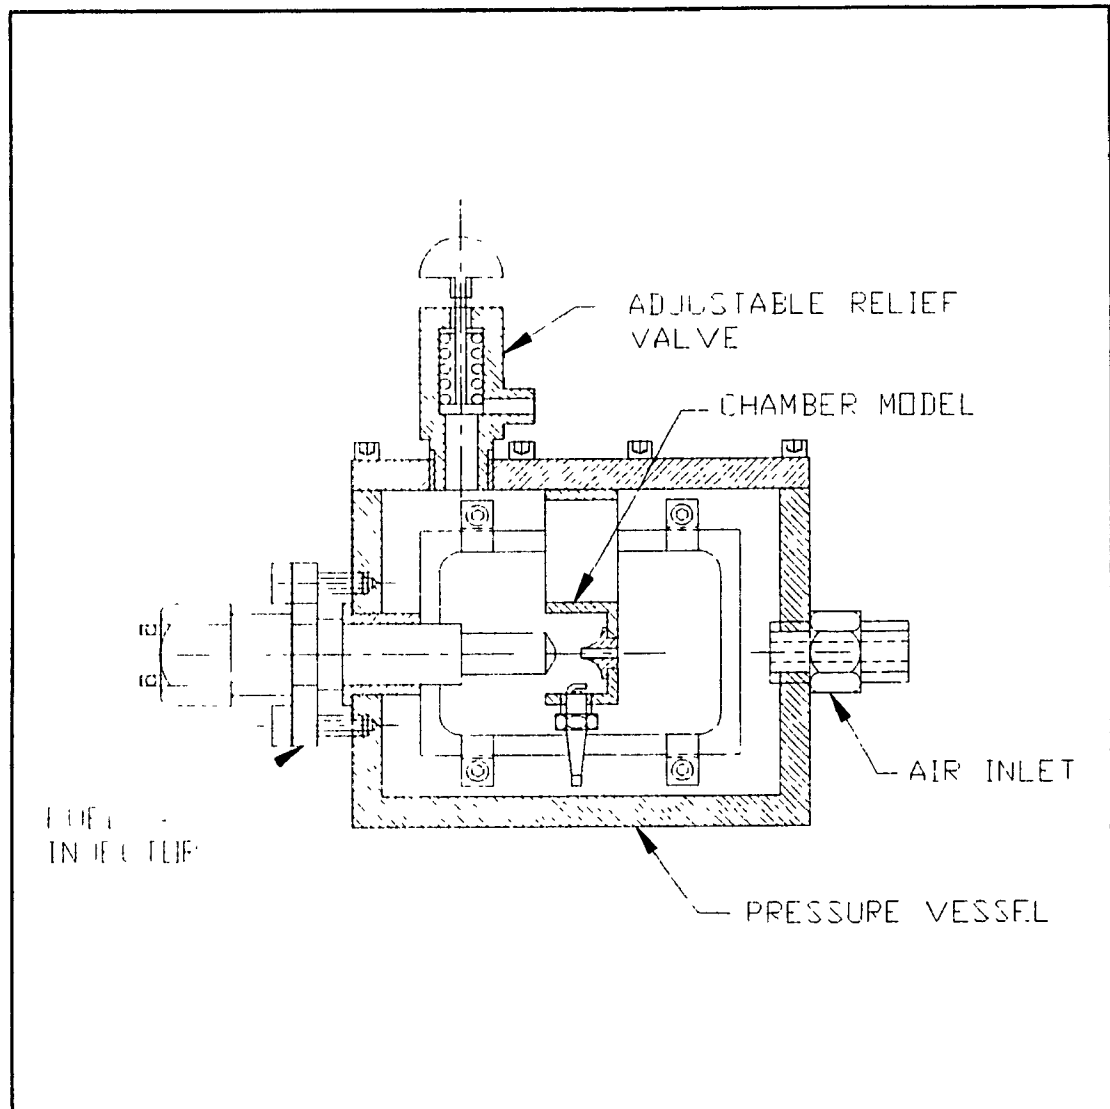 ADJUSTABLE RELIEF
VALVE
CHAMBER MODEL
AIR INLET
PRESSURE VESSEL